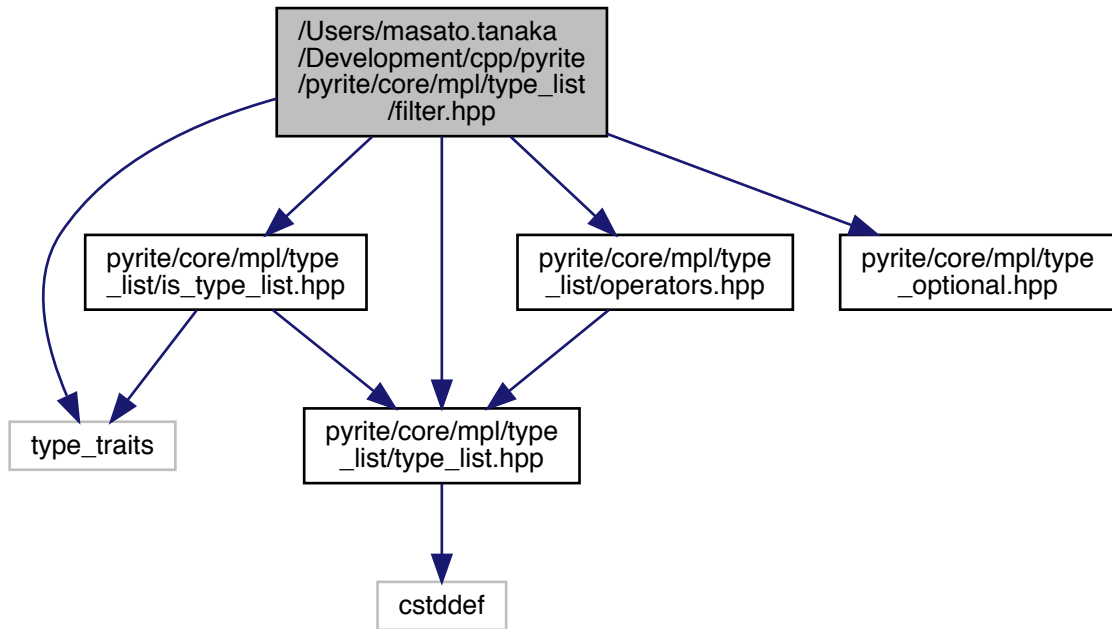 /Users/masato.tanaka
/Development/cpp/pyrite
/pyrite/core/mpl/type_list
/filter.hpp
pyrite/core/mpl/type
_list/is_type_list.hpp
pyrite/core/mpl/type
_list/operators.hpp
pyrite/core/mpl/type
_optional.hpp
type_traits
pyrite/core/mpl/type
_list/type_list.hpp
cstddef